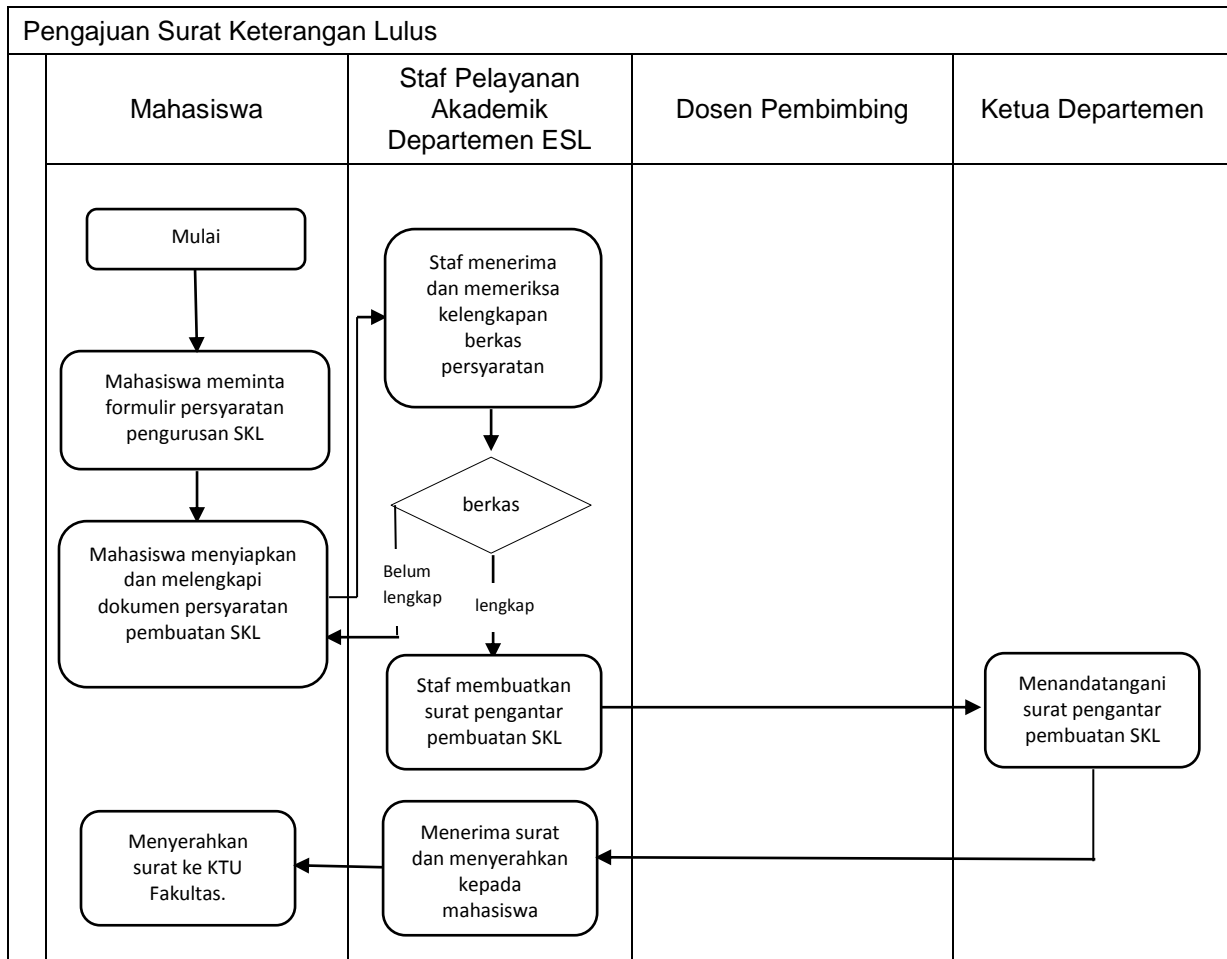 Pengajuan Surat Keterangan Lulus
Mahasiswa
Staf Pelayanan
Akademik
Departemen ESL
Dosen Pembimbing
Ketua Departemen
Mulai
Mahasiswa meminta
formulir persyaratan
pengurusan SKL
Mahasiswa menyiapkan
dan melengkapi
dokumen persyaratan
pembuatan SKL
Staf menerima
dan memeriksa
kelengkapan
berkas
persyaratan
berkas
Belum
lengkap
lengkap
Staf membuatkan
surat pengantar
pembuatan SKL
Menandatangani
surat pengantar
pembuatan SKL
Menerima surat
dan menyerahkan
kepada
mahasiswa
Menyerahkan
surat ke KTU
Fakultas.